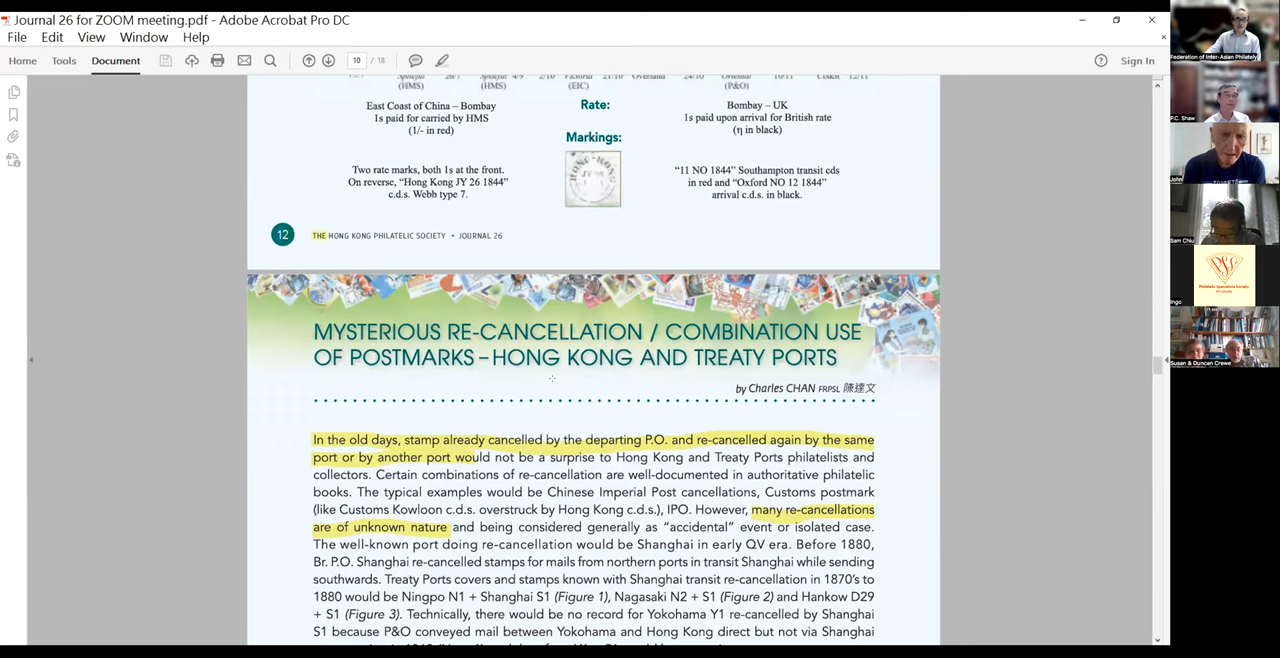 Journal 26 for ZOOM meeting.pdf - Adobe Acrobat Pro DC
File Edit View Window Help
Home Tools Document 10 / 18 Sign In
(HMS) (HMS) (EIC) (P&O)
East Coast of China – Bombay
1s paid for carried by HMS
(1/- in red)
Rate:
Bombay – UK
1s paid upon arrival for British rate
(η in black)
Markings:
Two rate marks, both 1s at the front.
On reverse, “Hong Kong JY 26 1844”
c.d.s. Webb type 7.
HONG-KONG
“11 NO 1844” Southampton transit cds
in red and “Oxford NO 12 1844”
arrival c.d.s. in black.
12 THE HONG KONG PHILATELIC SOCIETY • JOURNAL 26
MYSTERIOUS RE-CANCELLATION / COMBINATION USE
OF POSTMARKS – HONG KONG AND TREATY PORTS
by Charles CHAN FRPSL 陳達文
In the old days, stamp already cancelled by the departing P.O. and re-cancelled again by the same
port or by another port would not be a surprise to Hong Kong and Treaty Ports philatelists and
collectors. Certain combinations of re-cancellation are well-documented in authoritative philatelic
books. The typical examples would be Chinese Imperial Post cancellations, Customs postmark
(like Customs Kowloon c.d.s. overstruck by Hong Kong c.d.s.), IPO. However, many re-cancellations
are of unknown nature and being considered generally as “accidental” event or isolated case.
The well-known port doing re-cancellation would be Shanghai in early QV era. Before 1880,
Br. P.O. Shanghai re-cancelled stamps for mails from northern ports in transit Shanghai while sending
southwards. Treaty Ports covers and stamps known with Shanghai transit re-cancellation in 1870's to
1880 would be Ningpo N1 + Shanghai S1 (Figure 1), Nagasaki N2 + S1 (Figure 2) and Hankow D29
+ S1 (Figure 3). Technically, there would be no record for Yokohama Y1 re-cancelled by Shanghai
S1 because P&O conveyed mail between Yokohama and Hong Kong direct but not via Shanghai
Federation of Inter-Asian Philately
P.C. Shaw
John
Sam Chiu
PSSC
Philatelic Specialists Society
of Canada
Ingo
Susan & Duncan Crewe